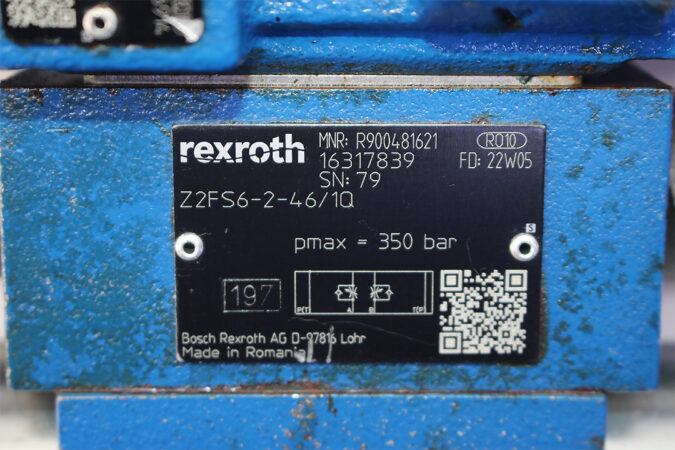 rexroth
MNR: R900481621
RO10
16317839
FD: 22W05
SN: 79
Z2FS6-2-46/1Q
S
pmax = 350 bar
197
P(T) A B T(P)
Bosch Rexroth AG D-97816 Lohr
Made in Romania